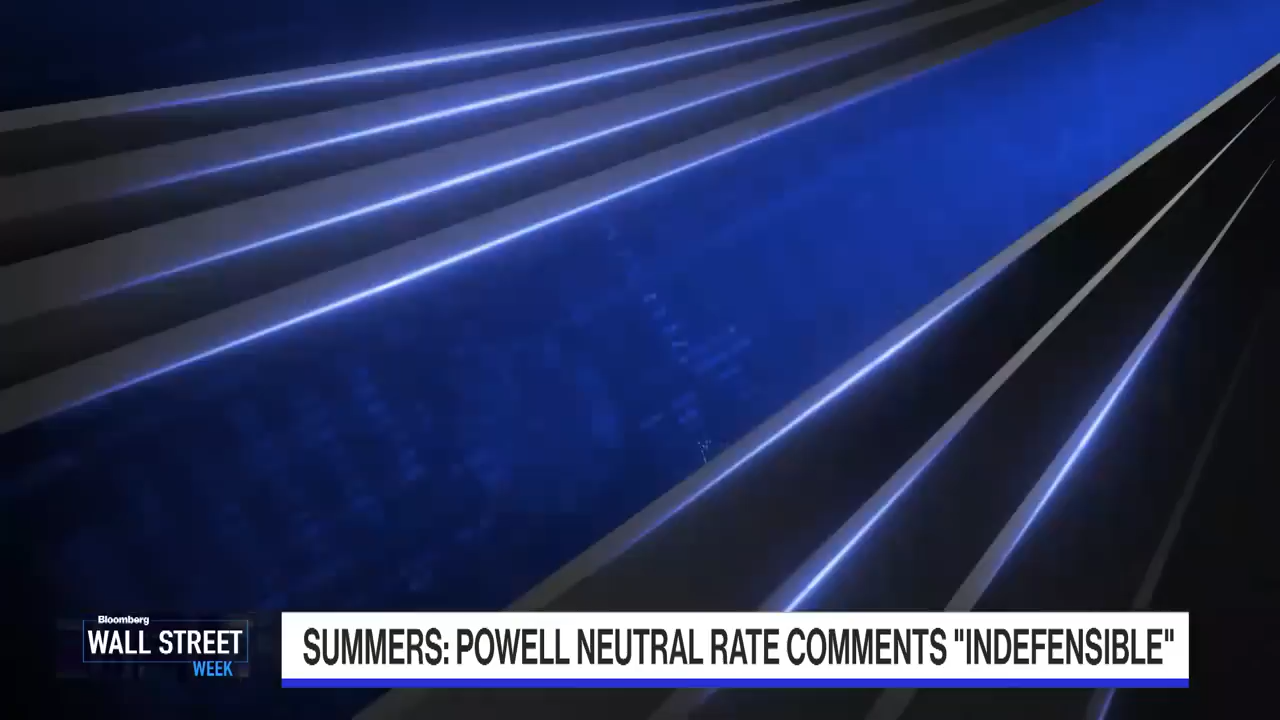 Bloomberg
WALL STREET
WEEK
SUMMERS: POWELL NEUTRAL RATE COMMENTS "INDEFENSIBLE"